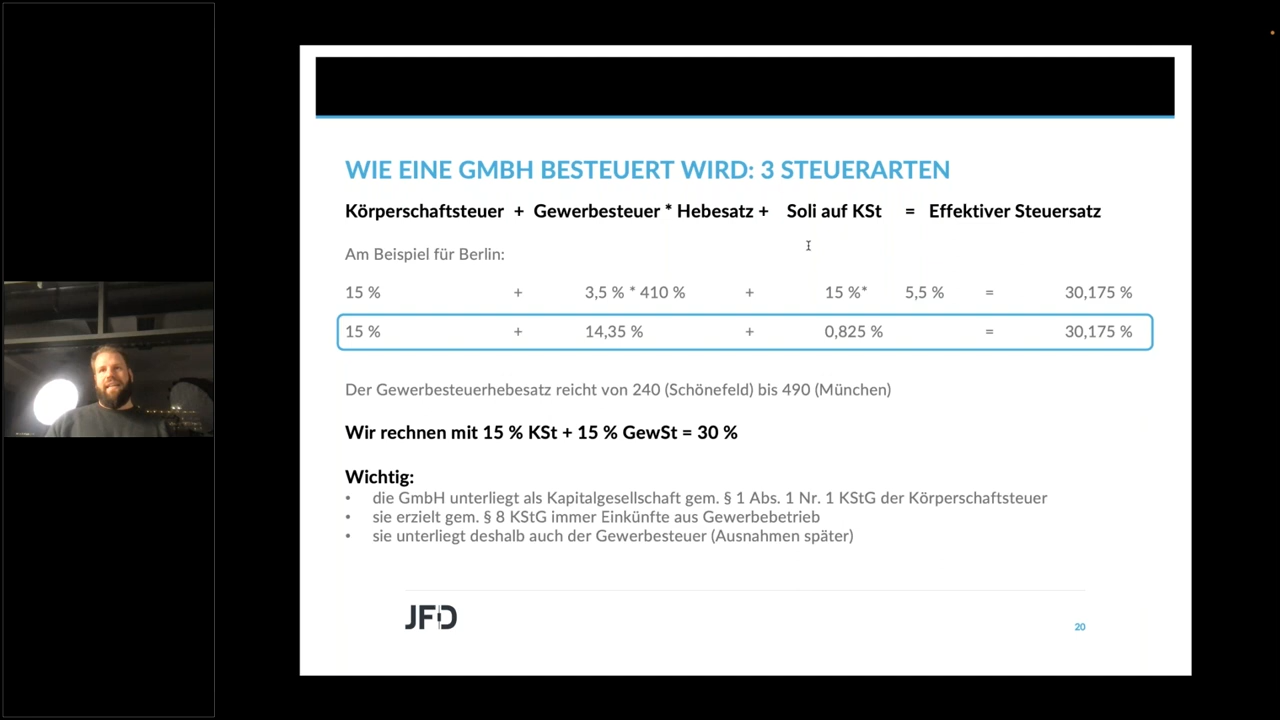 WIE EINE GMBH BESTEUERT WIRD: 3 STEUERARTEN
Körperschaftsteuer + Gewerbesteuer * Hebesatz + Soli auf KSt = Effektiver Steuersatz
Am Beispiel für Berlin:
15 % + 3,5 % * 410 % + 15 %* 5,5 % = 30,175 %
15 % + 14,35 % + 0,825 % = 30,175 %
Der Gewerbesteuerhebesatz reicht von 240 (Schönefeld) bis 490 (München)
Wir rechnen mit 15 % KSt + 15 % GewSt = 30 %
Wichtig:
• die GmbH unterliegt als Kapitalgesellschaft gem. § 1 Abs. 1 Nr. 1 KStG der Körperschaftsteuer
• sie erzielt gem. § 8 KStG immer Einkünfte aus Gewerbebetrieb
• sie unterliegt deshalb auch der Gewerbesteuer (Ausnahmen später)
JFD
20